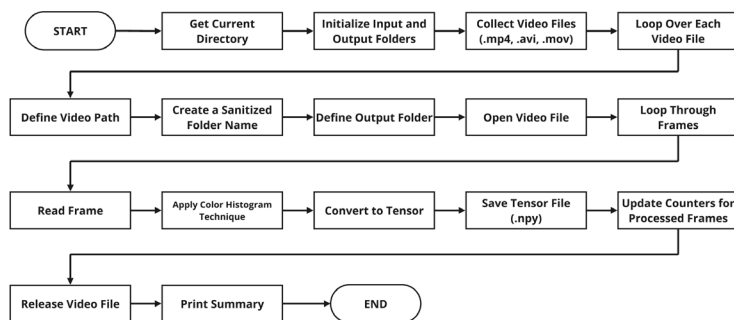 START
Get Current
Directory
Initialize Input and
Output Folders
Collect Video Files
(.mp4, .avi, .mov)
Loop Over Each
Video File
Define Video Path
Create a Sanitized
Folder Name
Define Output Folder
Open Video File
Loop Through
Frames
Read Frame
Apply Color Histogram
Technique
Convert to Tensor
Save Tensor File
(.npy)
Update Counters for
Processed Frames
Release Video File
Print Summary
END